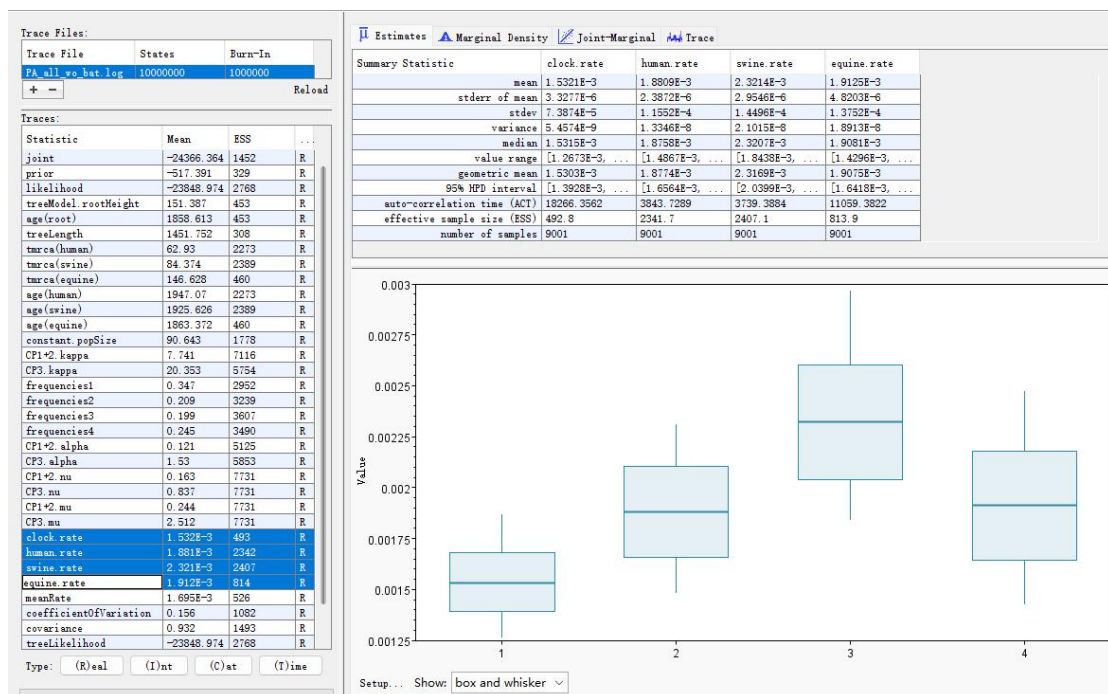 Trace Files:
Trace File States Burn-In
PA_all_wo_bat.log 10000000 1000000
+ - Reload
Traces:
Statistic Mean ESS ...
joint -24366.364 1452 R
prior -517.391 329 R
likelihood -23848.974 2768 R
treeModel.rootHeight 151.387 453 R
age(root) 1858.613 453 R
treeLength 1451.752 308 R
tmrca(human) 62.93 2273 R
tmrca(swine) 84.374 2389 R
tmrca(equine) 146.628 460 R
age(human) 1947.07 2273 R
age(swine) 1925.626 2389 R
age(equine) 1863.372 460 R
constant.popSize 90.643 1778 R
CP1+2.kappa 7.741 7116 R
CP3.kappa 20.353 5754 R
frequencies1 0.347 2952 R
frequencies2 0.209 3239 R
frequencies3 0.199 3607 R
frequencies4 0.245 3490 R
CP1+2.alpha 0.121 5125 R
CP3.alpha 1.53 5853 R
CP1+2.nu 0.163 7731 R
CP3.nu 0.837 7731 R
CP1+2.mu 0.244 7731 R
CP3.mu 2.512 7731 R
clock.rate 1.532E-3 493 R
human.rate 1.881E-3 2342 R
swine.rate 2.321E-3 2407 R
equine.rate 1.912E-3 814 R
meanRate 1.695E-3 526 R
coefficientOfVariation 0.156 1082 R
covariance 0.932 1493 R
treeLikelihood -23848.974 2768 R
Type: (R)eal (I)nt (C)at (T)ime
μ Estimates Marginal Density Joint-Marginal Trace
Summary Statistic clock.rate human.rate swine.rate equine.rate
mean 1.5321E-3 1.8809E-3 2.3214E-3 1.9125E-3
stderr of mean 3.3277E-6 2.3872E-6 2.9546E-6 4.8203E-6
stdev 7.3874E-5 1.1552E-4 1.4496E-4 1.3752E-4
variance 5.4574E-9 1.3346E-8 2.1015E-8 1.8913E-8
median 1.5315E-3 1.8758E-3 2.3207E-3 1.9081E-3
value range [1.2673E-3, ... [1.4867E-3, ... [1.8438E-3, ... [1.4296E-3, ...
geometric mean 1.5303E-3 1.8774E-3 2.3169E-3 1.9075E-3
95% HPD interval [1.3928E-3, ... [1.6564E-3, ... [2.0399E-3, ... [1.6418E-3, ...
auto-correlation time (ACT) 18266.3562 3843.7289 3739.3884 11059.3822
effective sample size (ESS) 492.8 2341.7 2407.1 813.9
number of samples 9001 9001 9001 9001
0.003
0.00275
0.0025
0.00225
0.002
0.00175
0.0015
0.00125
Value
1 2 3 4
Setup... Show: box and whisker